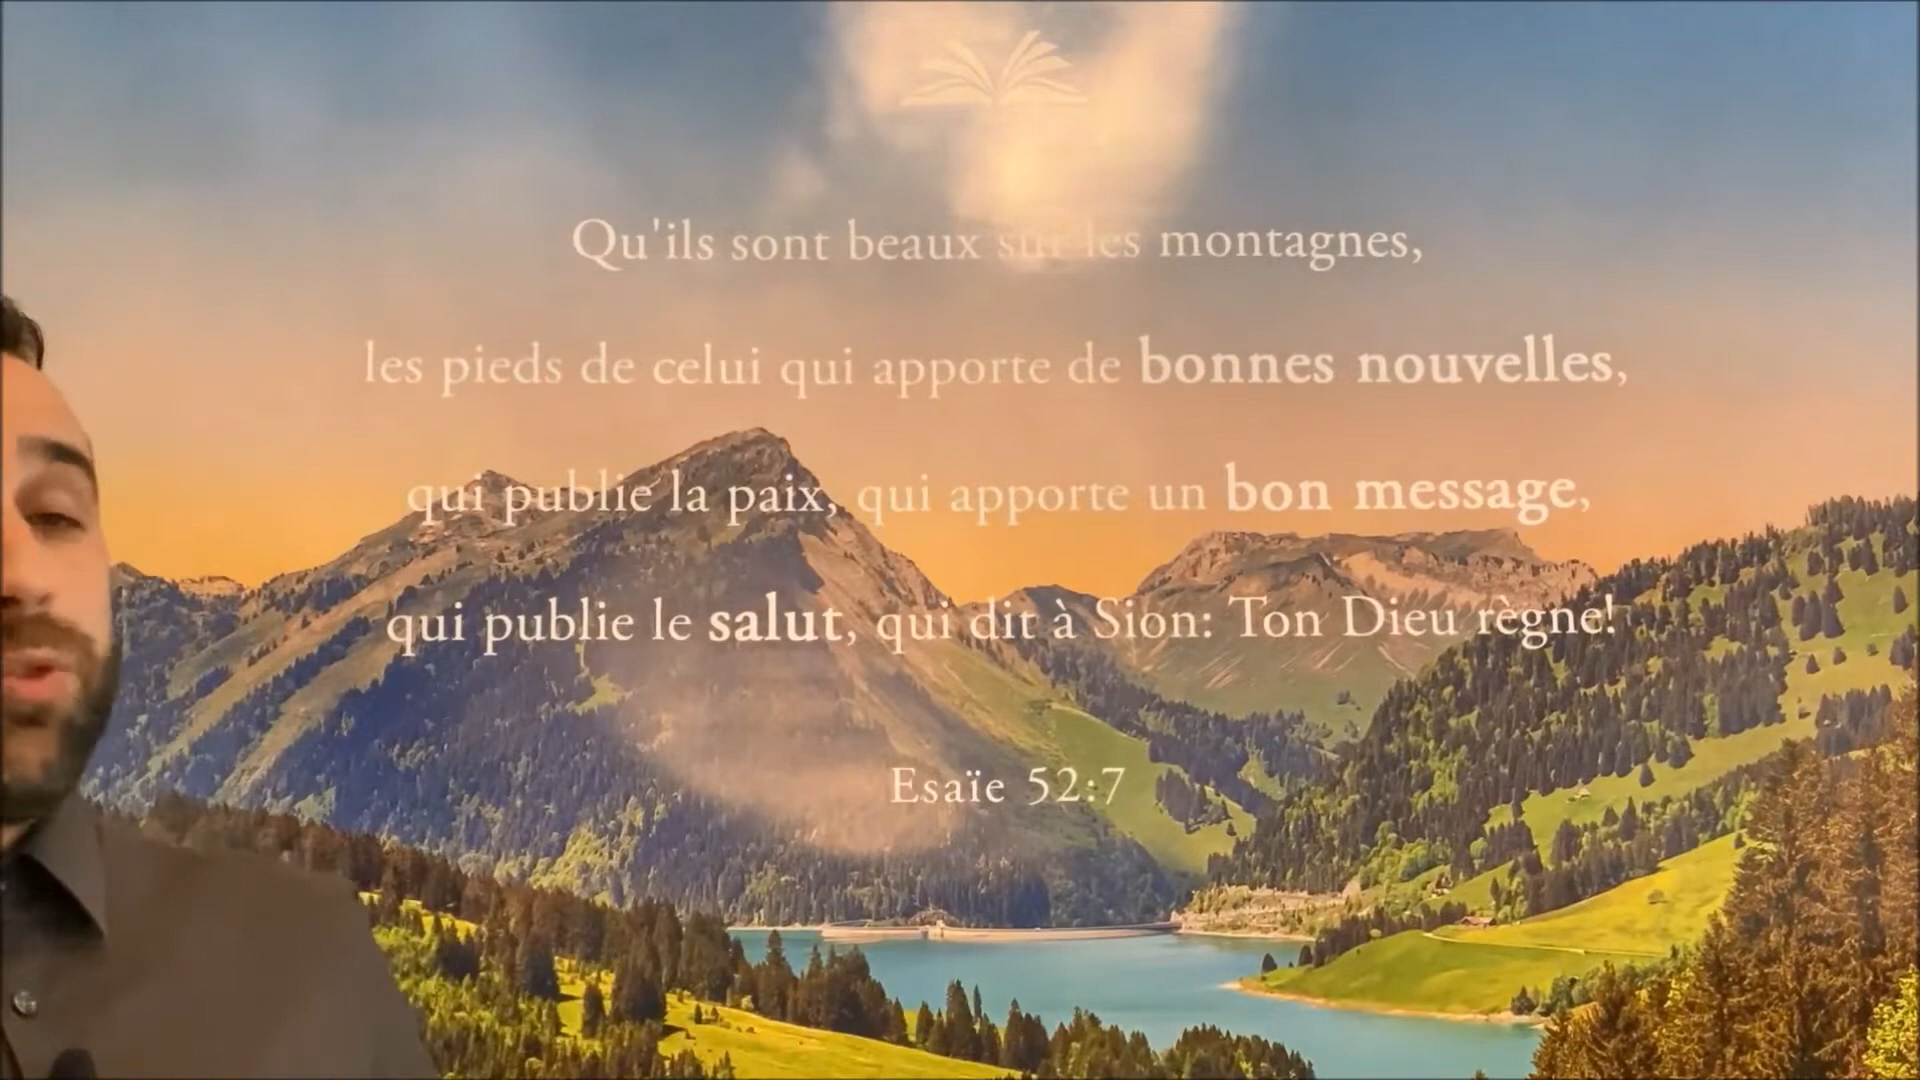 Qu'ils sont beaux sur les montagnes,
les pieds de celui qui apporte de bonnes nouvelles,
qui publie la paix, qui apporte un bon message,
qui publie le salut, qui dit à Sion: Ton Dieu règne!
Esaïe 52:7